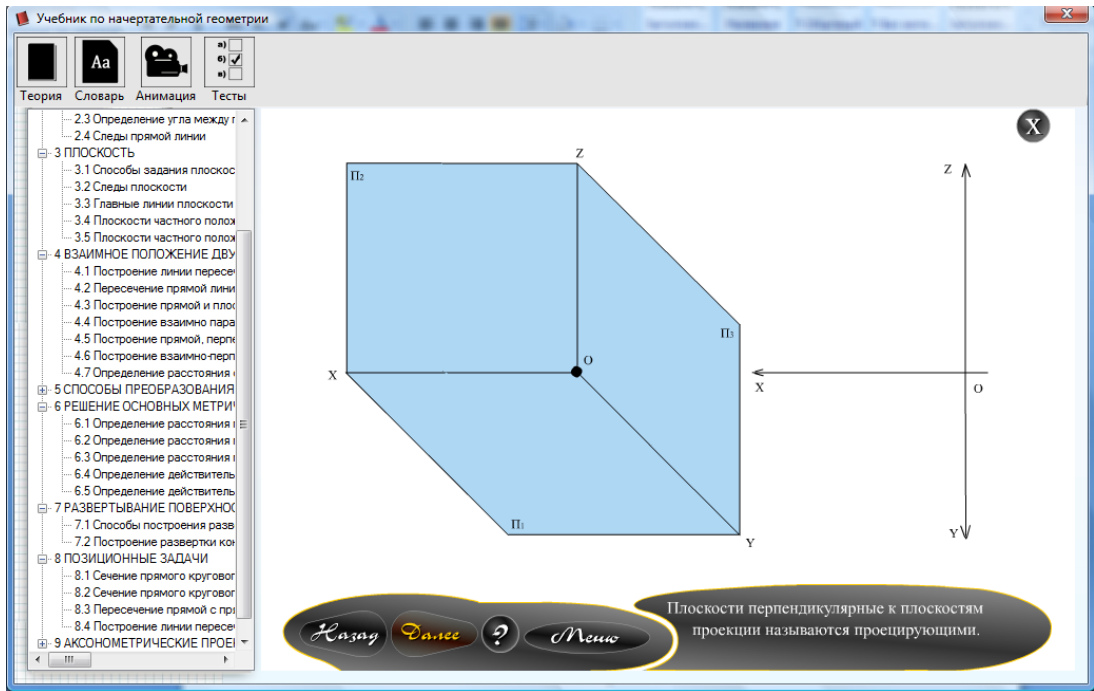 Учебник по начертательной геометрии
x
а)
б)
в)
Aa
Теория Словарь Анимация Тесты
2.3 Определение угла между г
2.4 Следы прямой линии
3 ПЛОСКОСТЬ
3.1 Способы задания плоскос
3.2 Следы плоскости
3.3 Главные линии плоскости
3.4 Плоскости частного полож
3.5 Плоскости частного полож
4 ВЗАИМНОЕ ПОЛОЖЕНИЕ ДВУ
4.1 Построение линии пересеч
4.2 Пересечение прямой лини
4.3 Построение прямой и плос
4.4 Построение взаимно пара
4.5 Построение прямой, перпе
4.6 Построение взаимно-перп
4.7 Определение расстояния
5 СПОСОБЫ ПРЕОБРАЗОВАНИЯ
6 РЕШЕНИЕ ОСНОВНЫХ МЕТРИЧ
6.1 Определение расстояния
6.2 Определение расстояния
6.3 Определение расстояния
6.4 Определение действитель
6.5 Определение действитель
7 РАЗВЕРТЫВАНИЕ ПОВЕРХНОС
7.1 Способы построения разв
7.2 Построение развертки кон
8 ПОЗИЦИОННЫЕ ЗАДАЧИ
8.1 Сечение прямого круговог
8.2 Сечение прямого круговог
8.3 Пересечение прямой с пря
8.4 Построение линии пересеч
9 АКСОНОМЕТРИЧЕСКИЕ ПРОЕК
X
Z
П2
П3
O
X
П1
Y
Z
X
O
Y
Назад
Далее
?
Меню
Плоскости перпендикулярные к плоскостям
проекции называются проецирующими.